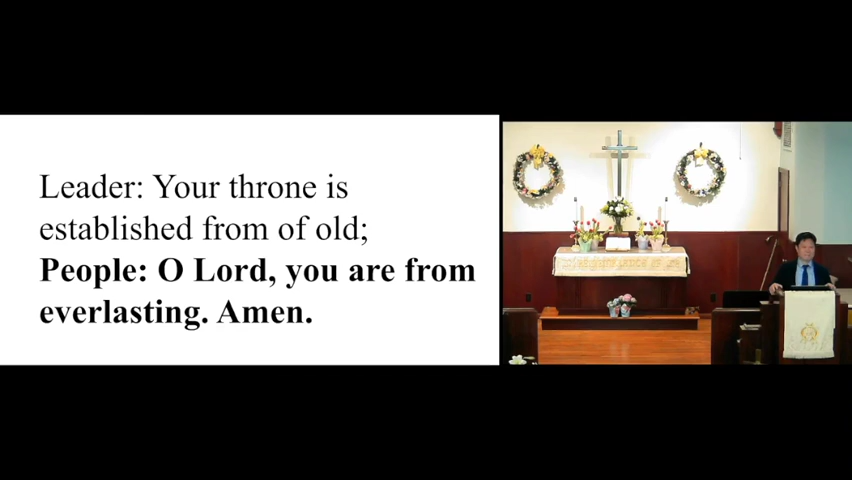 Leader: Your throne is
established from of old;
People: O Lord, you are from
everlasting. Amen.